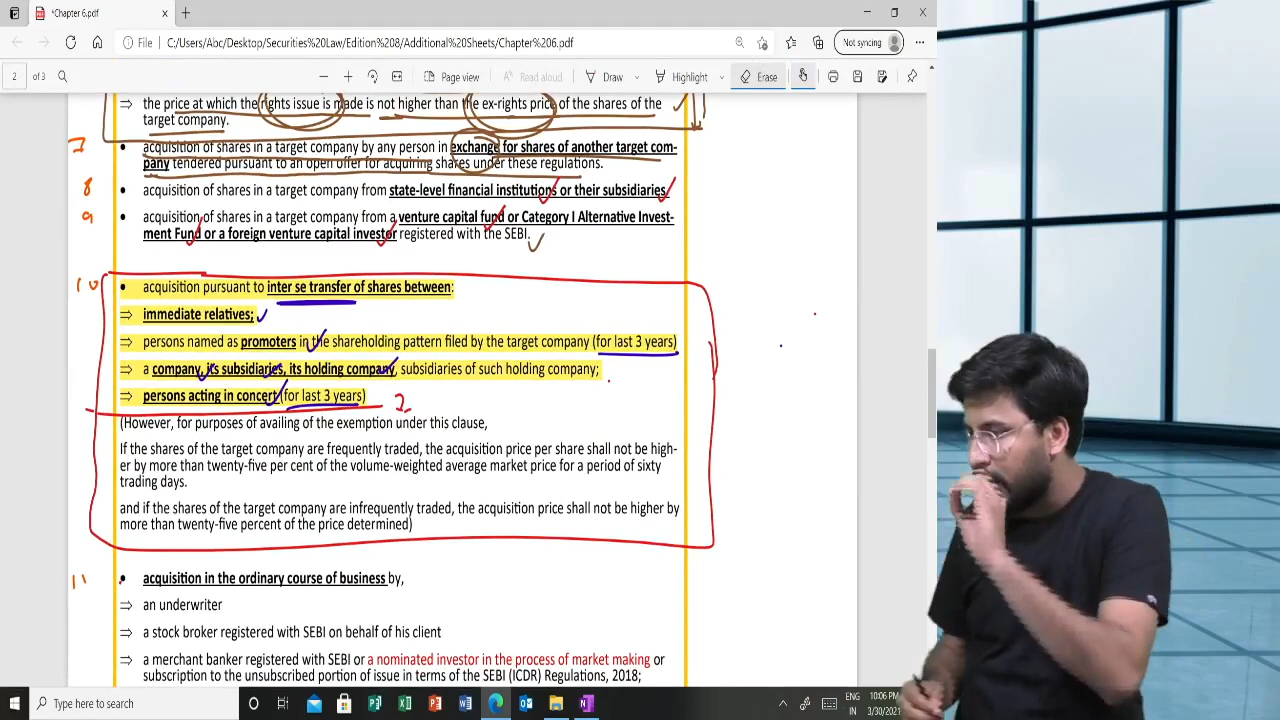 *Chapter 6.pdf
File
C:/Users/Abc/Desktop/Securities%20Law/Edition%208/Additional%20Sheets/Chapter%206.pdf
Not syncing
2 of 3
Page view
Read aloud
Draw
Highlight
Erase
⇒ the price at which the rights issue is made is not higher than the ex-rights price of the shares of the
target company.
7 • acquisition of shares in a target company by any person in exchange for shares of another target com-
pany tendered pursuant to an open offer for acquiring shares under these regulations.
8 • acquisition of shares in a target company from state-level financial institutions or their subsidiaries.
9 • acquisition of shares in a target company from a venture capital fund or Category I Alternative Invest-
ment Fund or a foreign venture capital investor registered with the SEBI.
10 • acquisition pursuant to inter se transfer of shares between:
⇒ immediate relatives;
⇒ persons named as promoters in the shareholding pattern filed by the target company (for last 3 years)
⇒ a company, its subsidiaries, its holding company, subsidiaries of such holding company;
⇒ persons acting in concert (for last 3 years)
2
(However, for purposes of availing of the exemption under this clause,
If the shares of the target company are frequently traded, the acquisition price per share shall not be high-
er by more than twenty-five per cent of the volume-weighted average market price for a period of sixty
trading days.
and if the shares of the target company are infrequently traded, the acquisition price shall not be higher by
more than twenty-five percent of the price determined)
11 • acquisition in the ordinary course of business by,
⇒ an underwriter
⇒ a stock broker registered with SEBI on behalf of his client
⇒ a merchant banker registered with SEBI or a nominated investor in the process of market making or
subscription to the unsubscribed portion of issue in terms of the SEBI (ICDR) Regulations, 2018;
Type here to search
ENG
IN
10:06 PM
3/30/2021